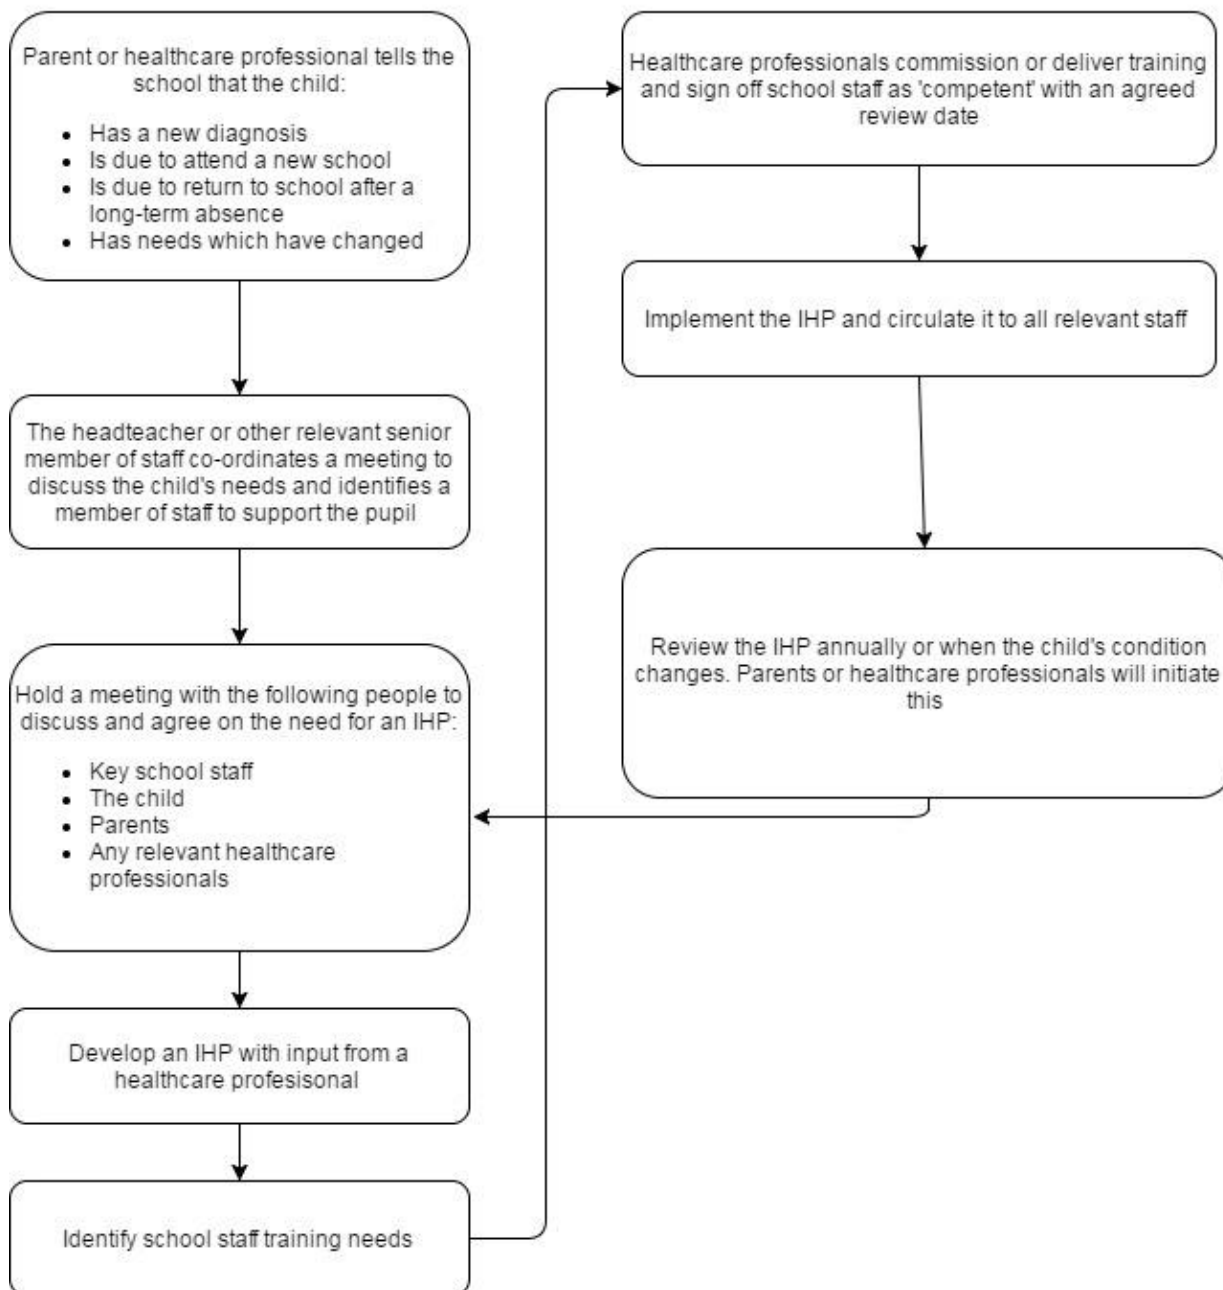 Parent or healthcare professional tells the
school that the child:
• Has a new diagnosis
• Is due to attend a new school
• Is due to return to school after a
long-term absence
• Has needs which have changed
The headteacher or other relevant senior
member of staff co-ordinates a meeting to
discuss the child's needs and identifies a
member of staff to support the pupil
Hold a meeting with the following people to
discuss and agree on the need for an IHP:
• Key school staff
• The child
• Parents
• Any relevant healthcare
professionals
Develop an IHP with input from a
healthcare profesisonal
Identify school staff training needs
Healthcare professionals commission or deliver training
and sign off school staff as 'competent' with an agreed
review date
Implement the IHP and circulate it to all relevant staff
Review the IHP annually or when the child's condition
changes. Parents or healthcare professionals will initiate
this